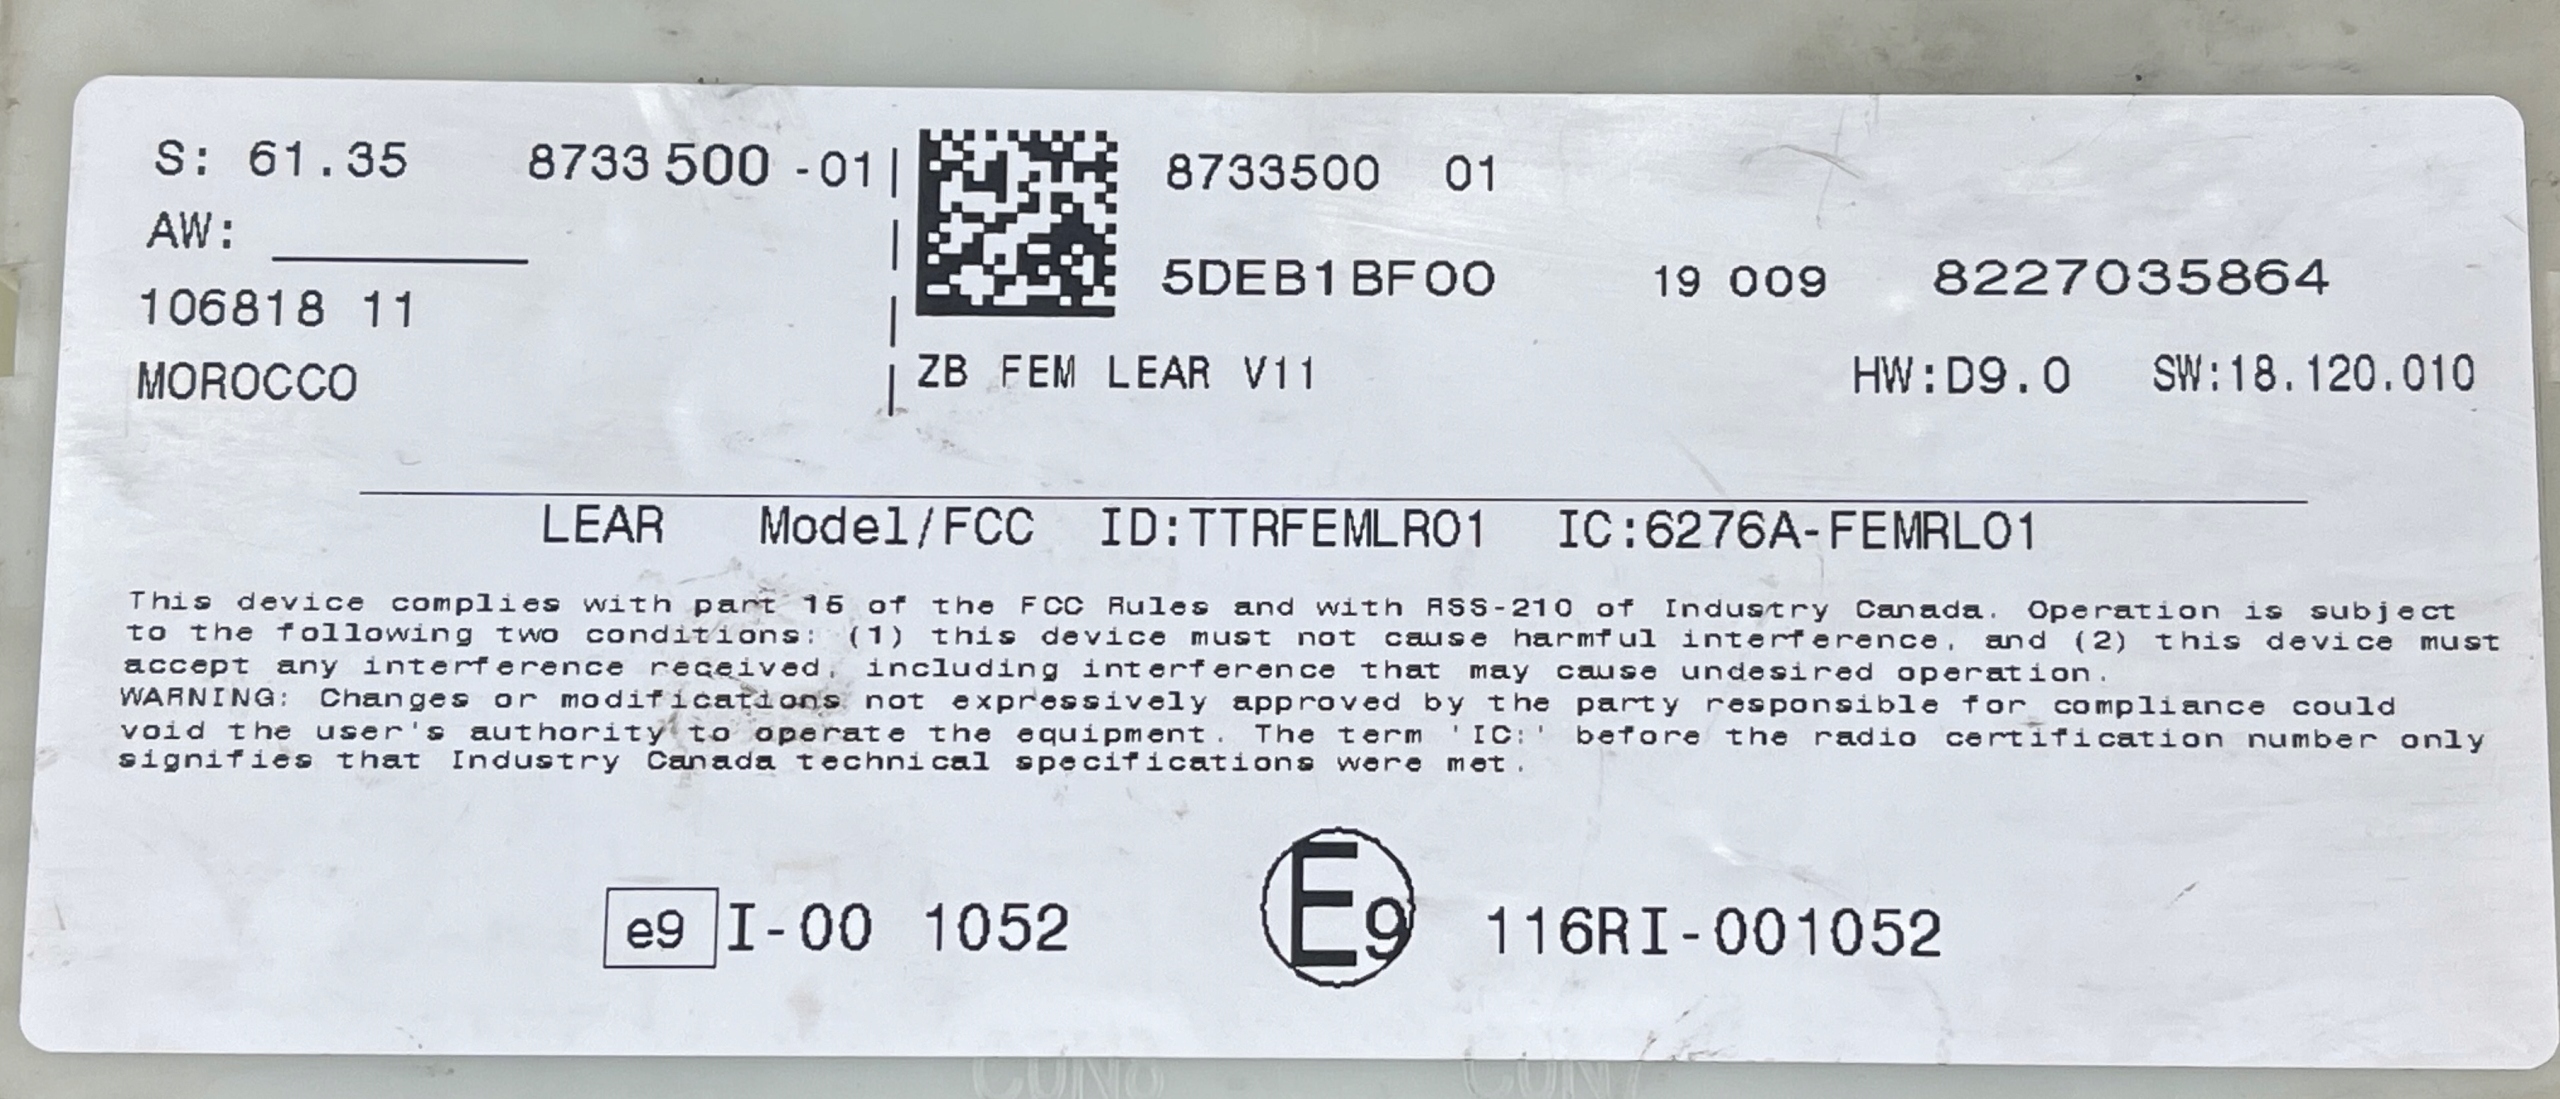 S: 61.35 8733 500 -01
AW:
106818 11
MOROCCO
8733500 01
5DEB1BF00 19 009 8227035864
ZB FEM LEAR V11 HW:D9.0 SW:18.120.010
LEAR Model/FCC ID:TTRFEMLR01 IC:6276A-FEMRL01
This device complies with part 15 of the FCC Rules and with RSS-210 of Industry Canada. Operation is subject
to the following two conditions: (1) this device must not cause harmful interference, and (2) this device must
accept any interference received, including interference that may cause undesired operation.
WARNING: Changes or modifications not expressively approved by the party responsible for compliance could
void the user's authority to operate the equipment. The term 'IC:' before the radio certification number only
signifies that Industry Canada technical specifications were met.
e9 I-00 1052 E9 116RI-001052
CON8 CON7